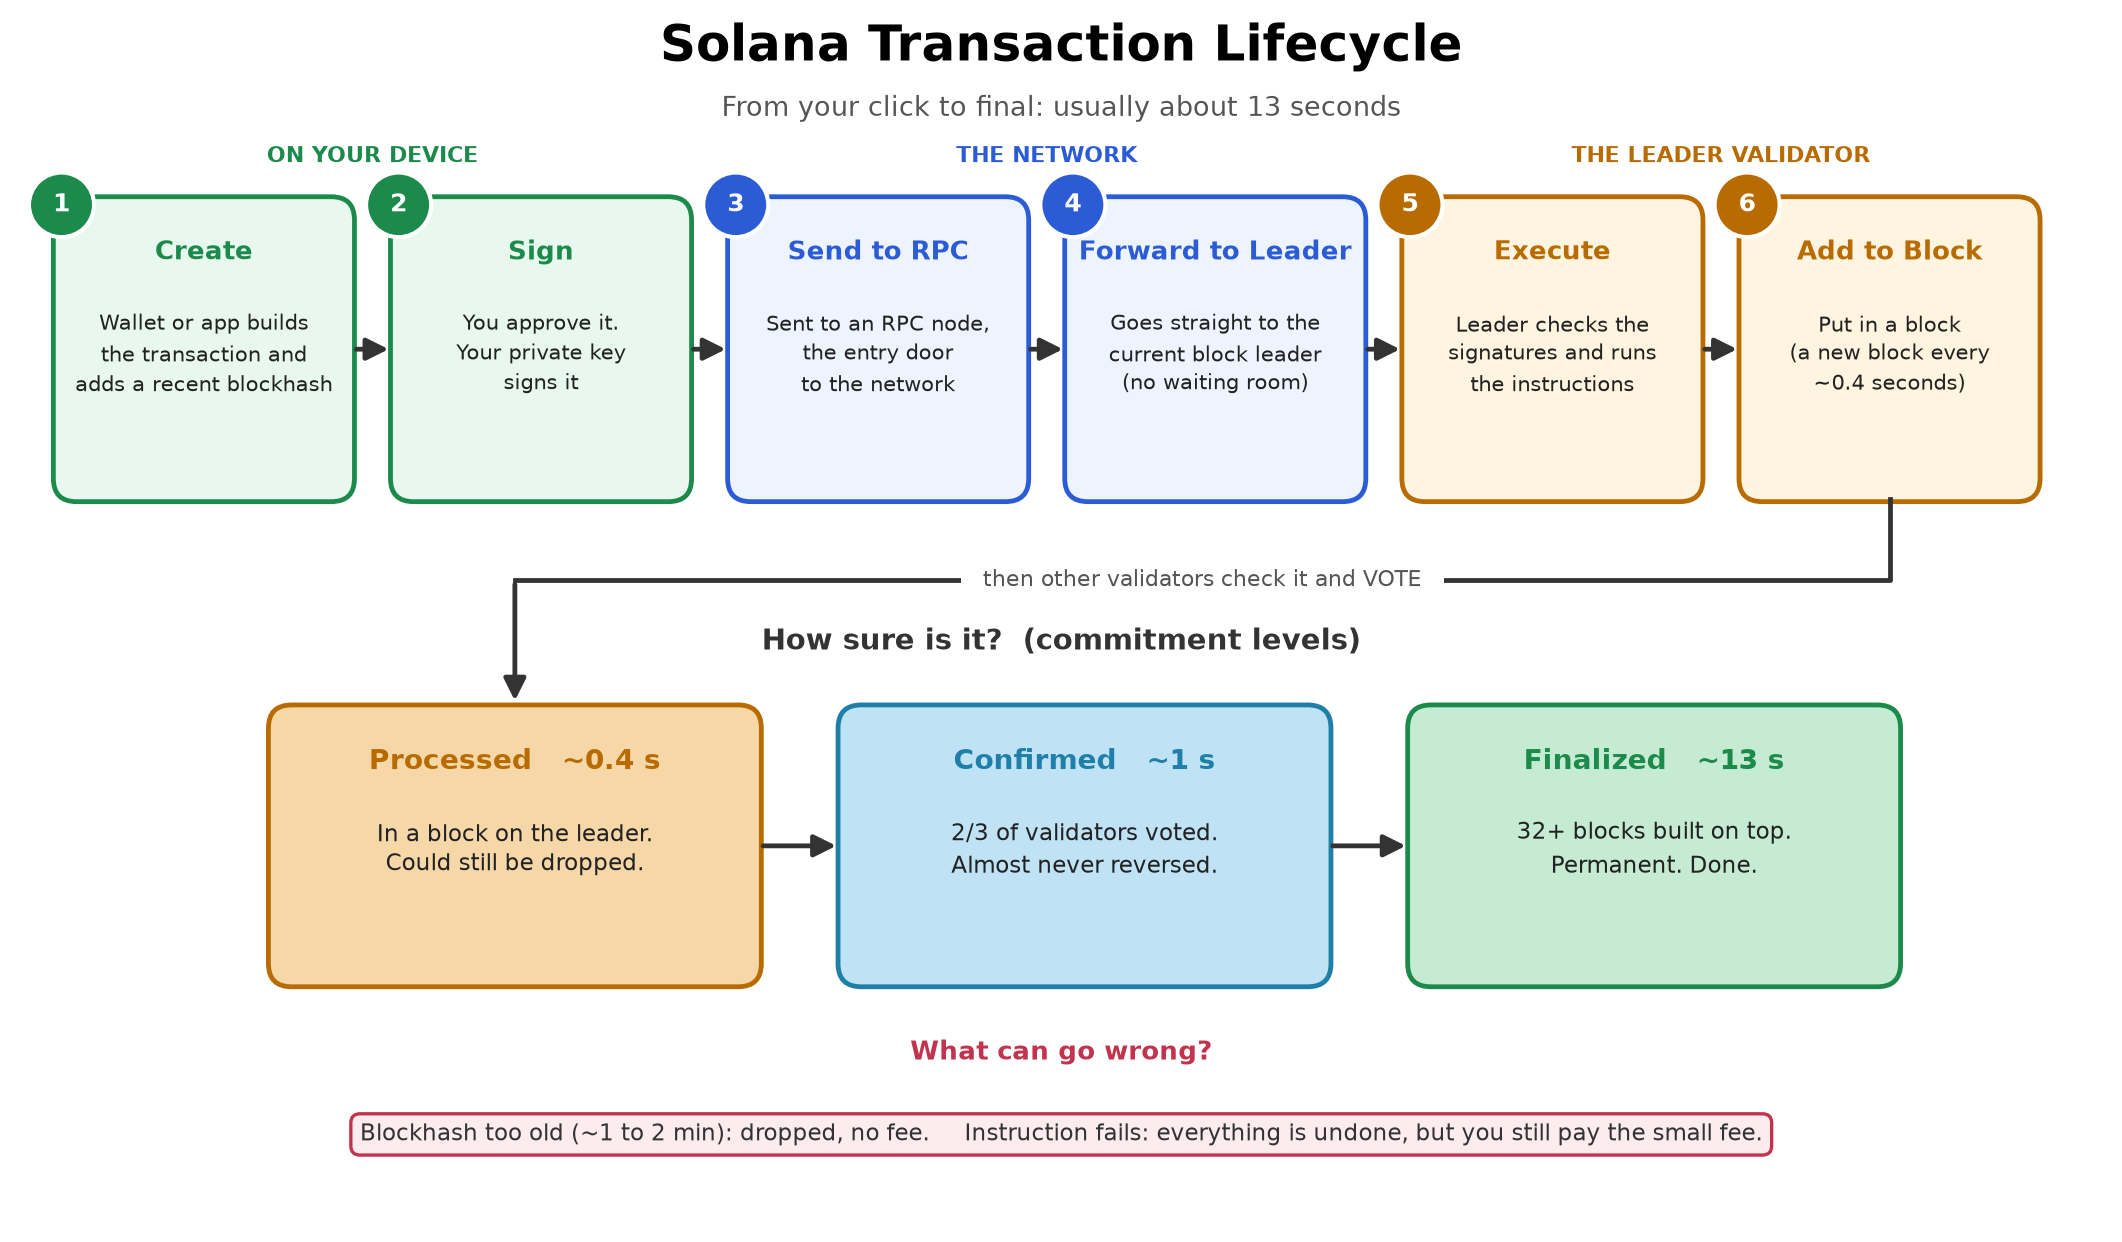 Solana Transaction Lifecycle
From your click to final: usually about 13 seconds
ON YOUR DEVICE
THE NETWORK
THE LEADER VALIDATOR
1
Create
Wallet or app builds
the transaction and
adds a recent blockhash
2
Sign
You approve it.
Your private key
signs it
3
Send to RPC
Sent to an RPC node,
the entry door
to the network
4
Forward to Leader
Goes straight to the
current block leader
(no waiting room)
5
Execute
Leader checks the
signatures and runs
the instructions
6
Add to Block
Put in a block
(a new block every
~0.4 seconds)
then other validators check it and VOTE
How sure is it? (commitment levels)
Processed ~0.4 s
In a block on the leader.
Could still be dropped.
Confirmed ~1 s
2/3 of validators voted.
Almost never reversed.
Finalized ~13 s
32+ blocks built on top.
Permanent. Done.
What can go wrong?
Blockhash too old (~1 to 2 min): dropped, no fee. Instruction fails: everything is undone, but you still pay the small fee.